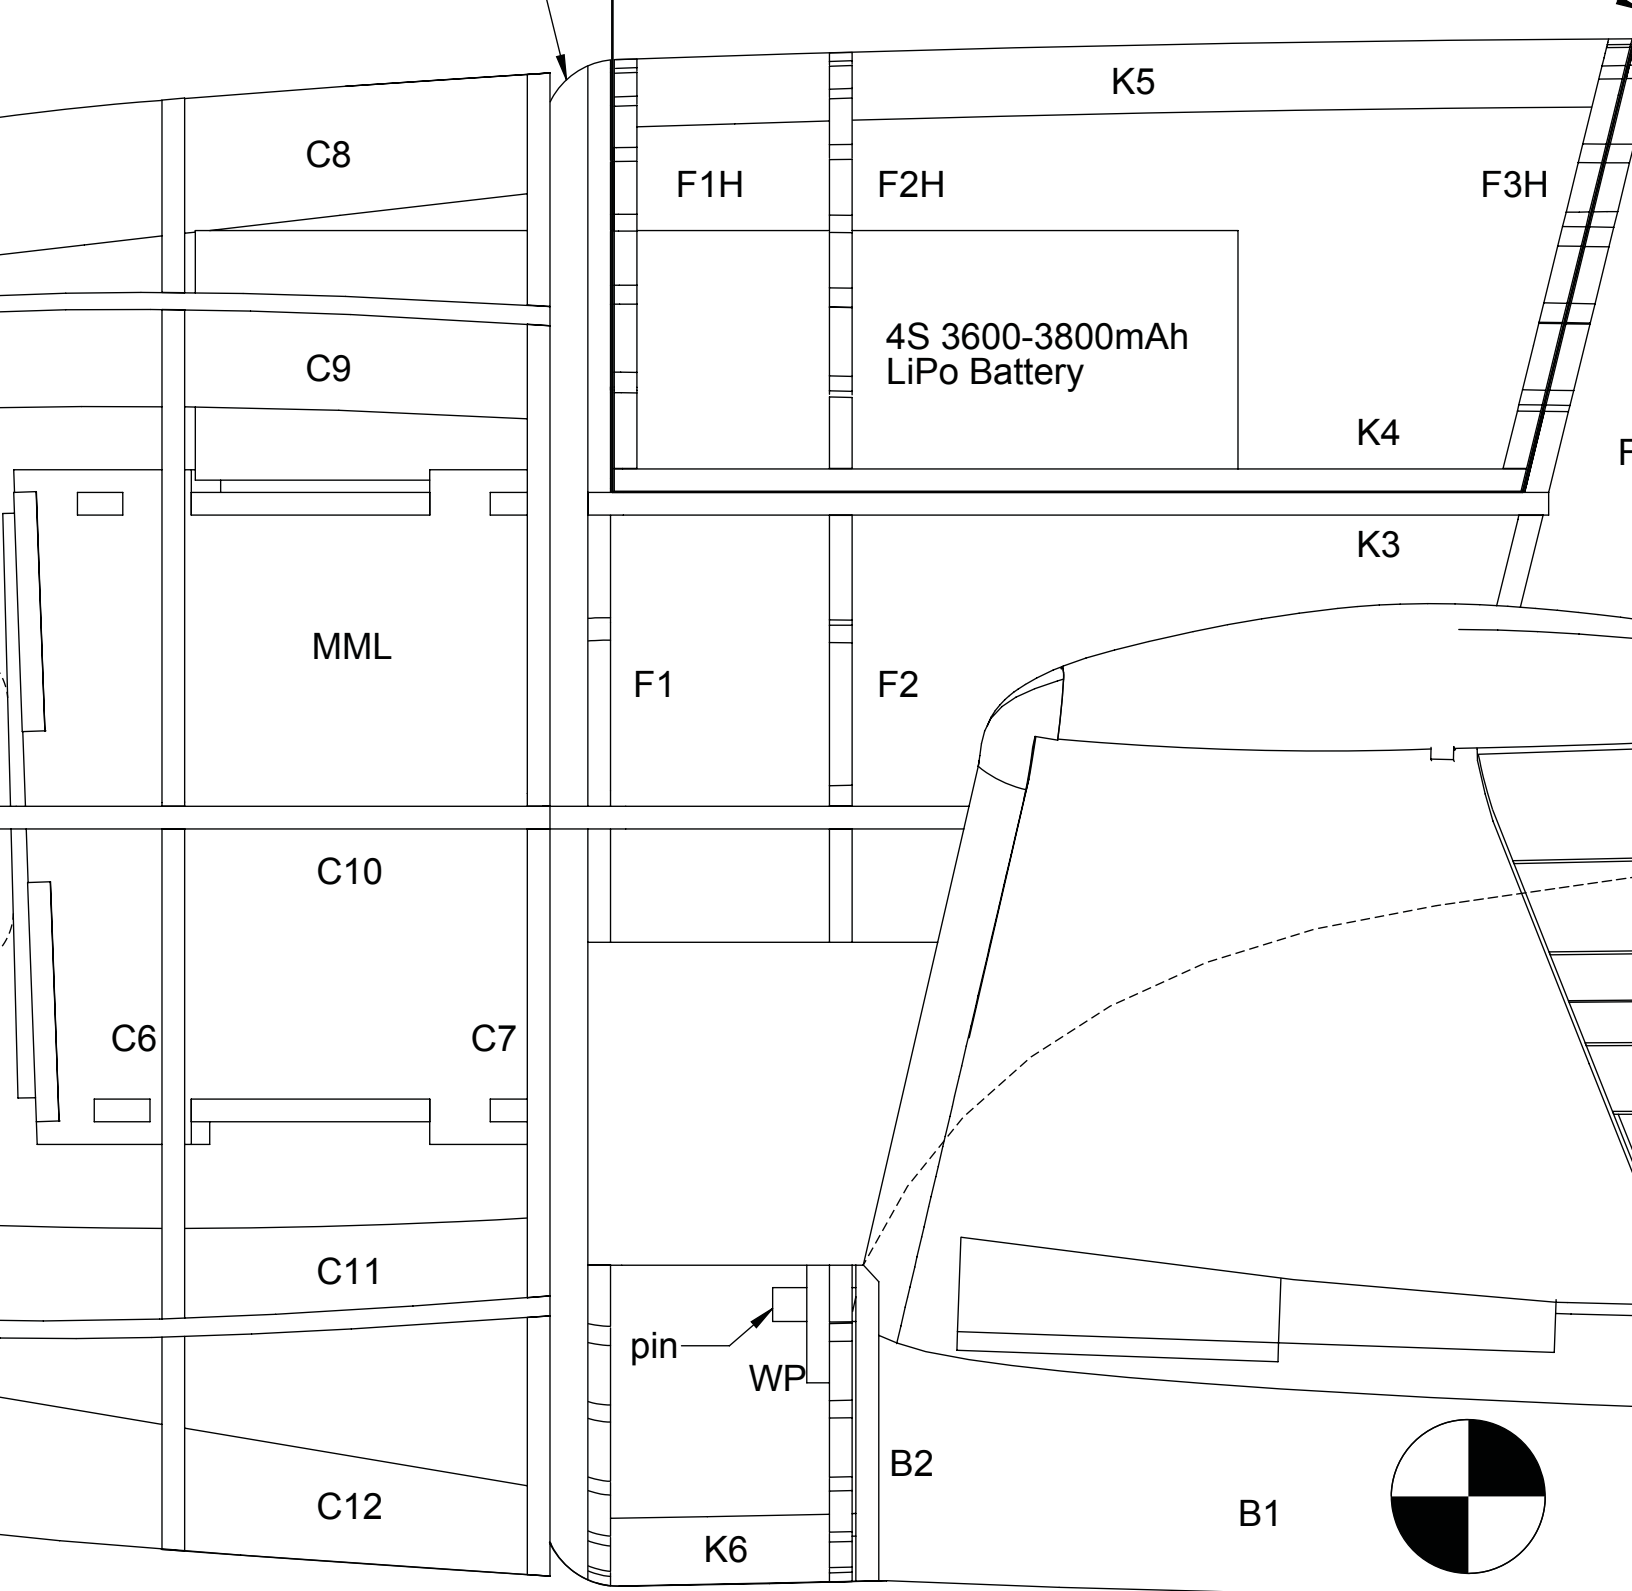 K5
C8
F1H
F2H
F3H
4S 3600-3800mAh
LiPo Battery
C9
K4
K3
MML
F1
F2
C10
C6
C7
C11
pin
WP
B2
C12
B1
K6